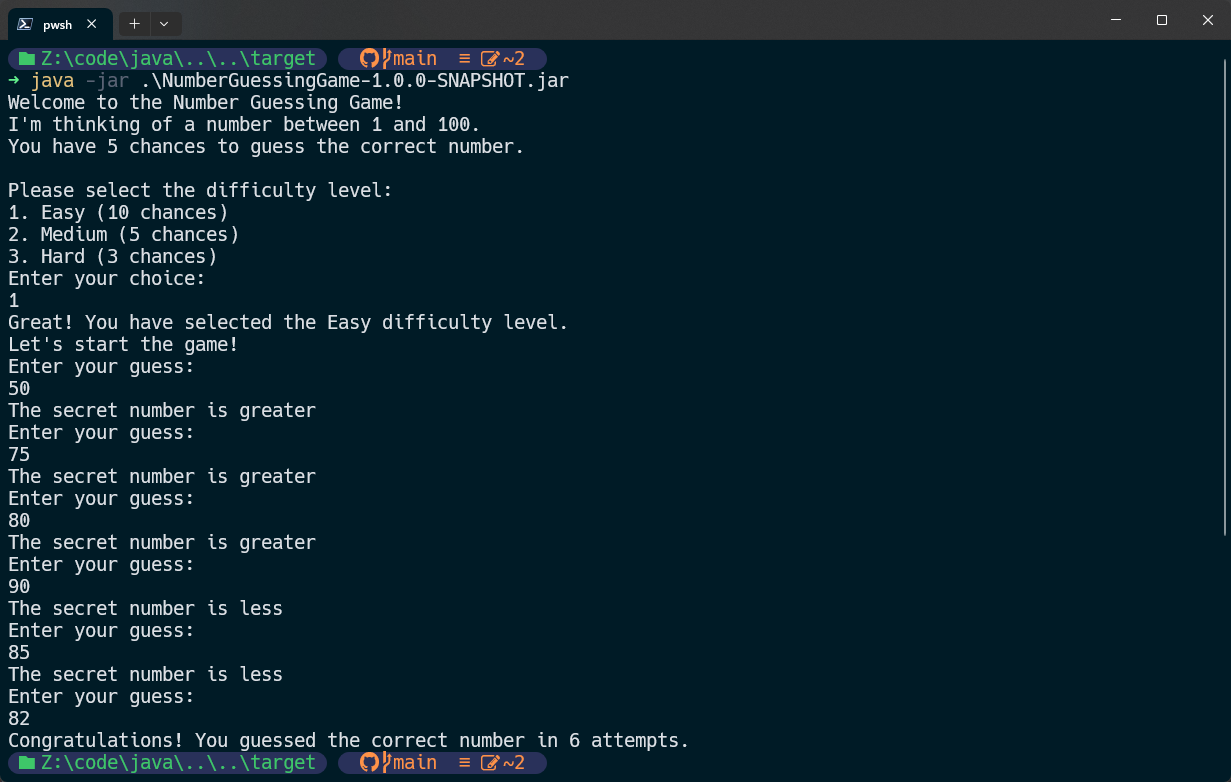 pwsh
Z:\code\java\..\..\target main ≡ ~2
➜ java -jar .\NumberGuessingGame-1.0.0-SNAPSHOT.jar
Welcome to the Number Guessing Game!
I'm thinking of a number between 1 and 100.
You have 5 chances to guess the correct number.
Please select the difficulty level:
1. Easy (10 chances)
2. Medium (5 chances)
3. Hard (3 chances)
Enter your choice:
1
Great! You have selected the Easy difficulty level.
Let's start the game!
Enter your guess:
50
The secret number is greater
Enter your guess:
75
The secret number is greater
Enter your guess:
80
The secret number is greater
Enter your guess:
90
The secret number is less
Enter your guess:
85
The secret number is less
Enter your guess:
82
Congratulations! You guessed the correct number in 6 attempts.
Z:\code\java\..\..\target main ≡ ~2